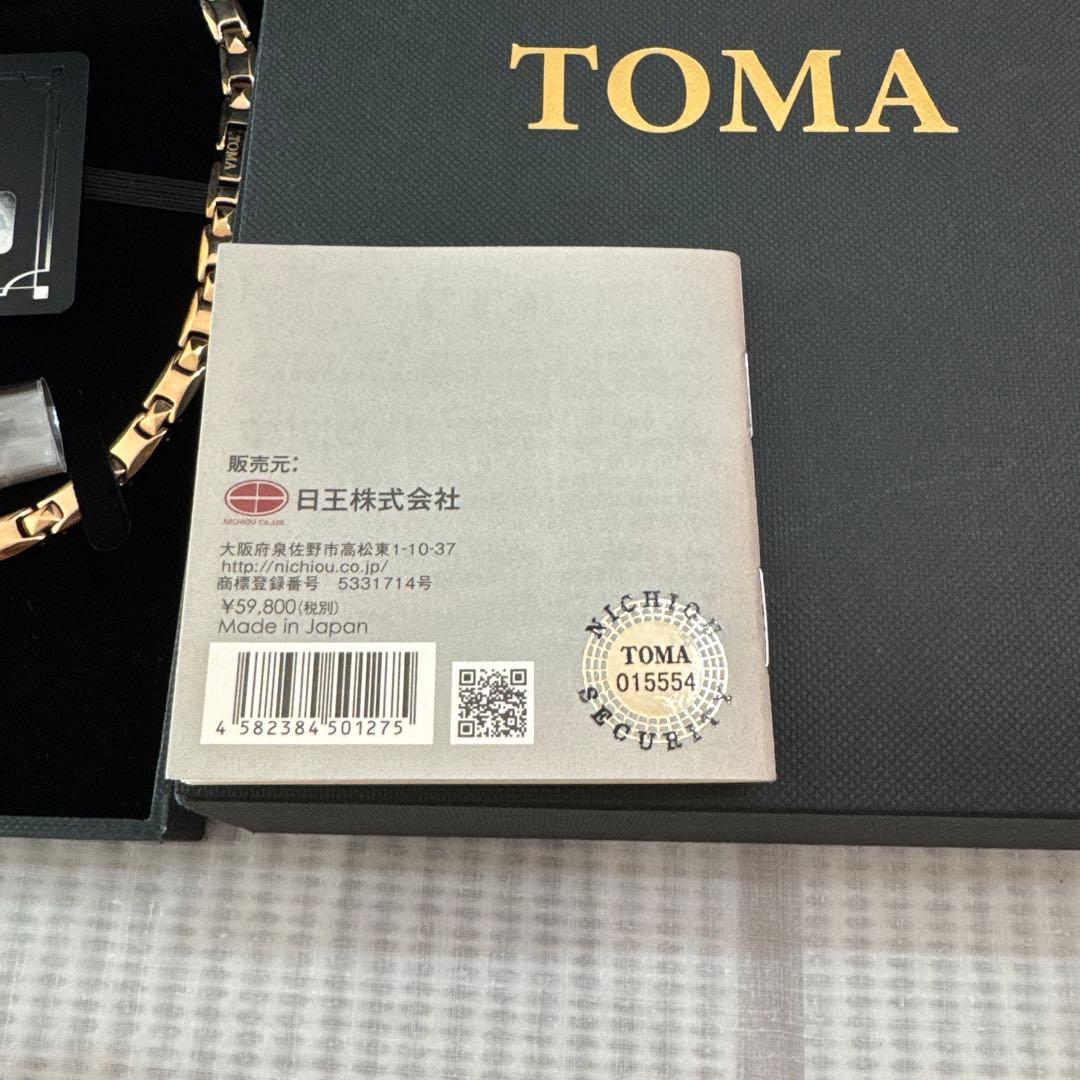 TOMA
TOMA
販売元:
日王株式会社
NICHIOU Co.,Ltd.
大阪府泉佐野市高松東1-10-37
http://nichiou.co.jp/
商標登録番号 5331714号
¥59,800(税別)
Made in Japan
4 582384 501275
NICHIOU
TOMA
015554
SECURITY